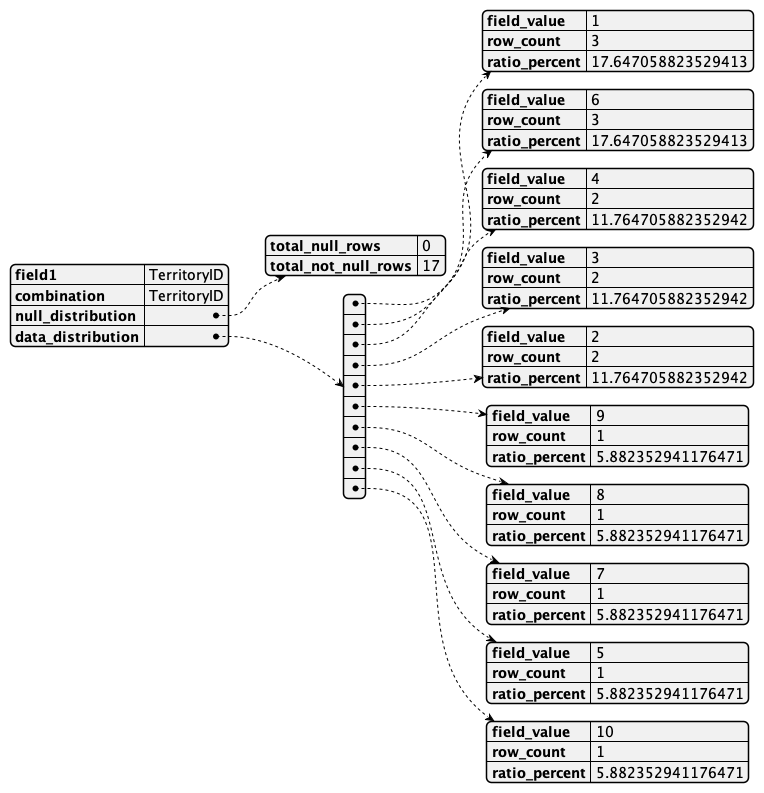 field1 TerritoryID
combination TerritoryID
null_distribution
data_distribution
total_null_rows 0
total_not_null_rows 17
field_value 1
row_count 3
ratio_percent 17.647058823529413
field_value 6
row_count 3
ratio_percent 17.647058823529413
field_value 4
row_count 2
ratio_percent 11.764705882352942
field_value 3
row_count 2
ratio_percent 11.764705882352942
field_value 2
row_count 2
ratio_percent 11.764705882352942
field_value 9
row_count 1
ratio_percent 5.882352941176471
field_value 8
row_count 1
ratio_percent 5.882352941176471
field_value 7
row_count 1
ratio_percent 5.882352941176471
field_value 5
row_count 1
ratio_percent 5.882352941176471
field_value 10
row_count 1
ratio_percent 5.882352941176471